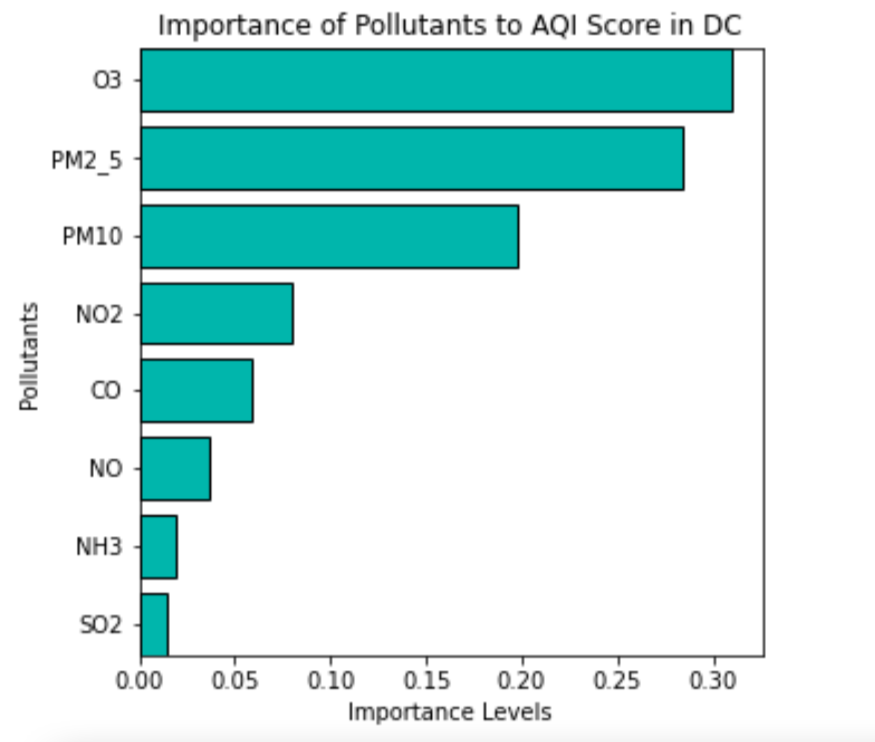 Importance of Pollutants to AQI Score in DC
O3
PM2_5
PM10
NO2
CO
NO
NH3
SO2
Pollutants
0.00 0.05 0.10 0.15 0.20 0.25 0.30
Importance Levels